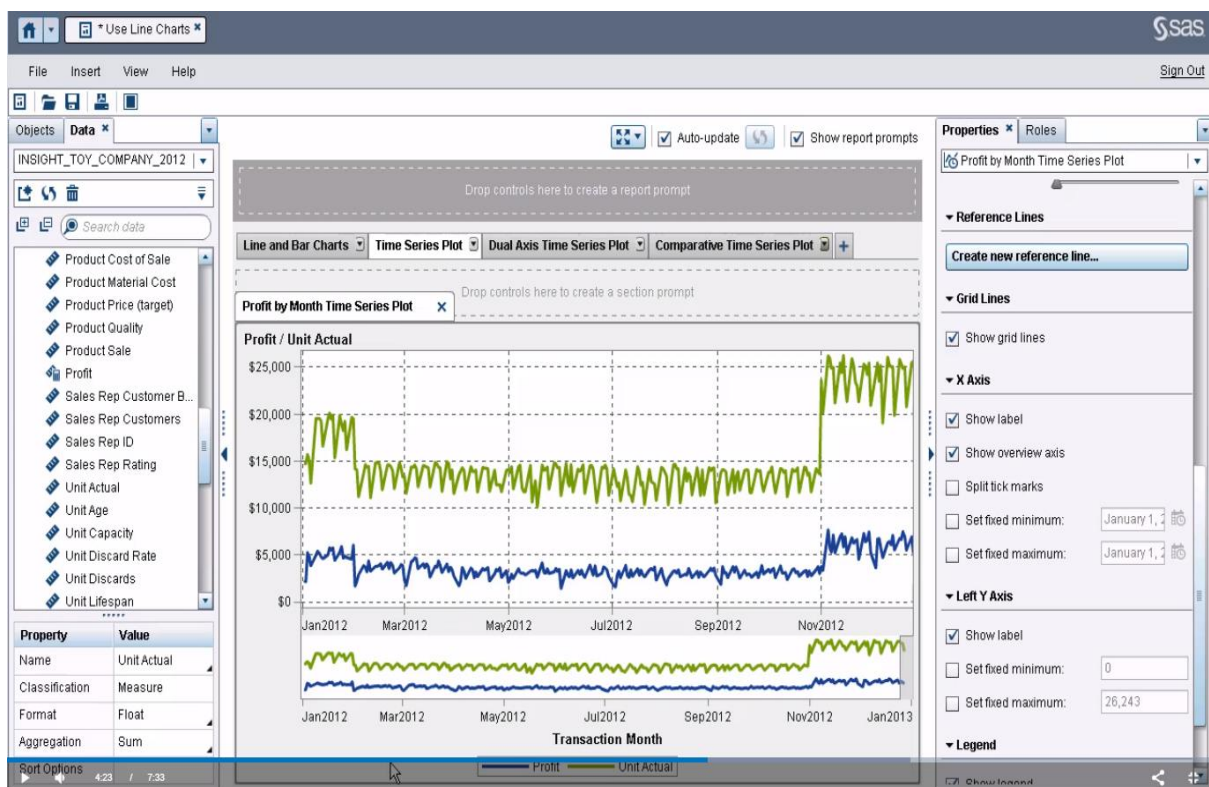 * Use Line Charts
sas
File Insert View Help
Sign Out
Objects Data
INSIGHT_TOY_COMPANY_2012
Search data
Product Cost of Sale
Product Material Cost
Product Price (target)
Product Quality
Product Sale
Profit
Sales Rep Customer B...
Sales Rep Customers
Sales Rep ID
Sales Rep Rating
Unit Actual
Unit Age
Unit Capacity
Unit Discard Rate
Unit Discards
Unit Lifespan
Property Value
Name Unit Actual
Classification Measure
Format Float
Aggregation Sum
Sort Options
4:23 / 7:33
Auto-update Show report prompts
Drop controls here to create a report prompt
Line and Bar Charts Time Series Plot Dual Axis Time Series Plot Comparative Time Series Plot +
Drop controls here to create a section prompt
Profit by Month Time Series Plot
Profit / Unit Actual
$25,000
$20,000
$15,000
$10,000
$5,000
$0
Jan2012 Mar2012 May2012 Jul2012 Sep2012 Nov2012
Jan2012 Mar2012 May2012 Jul2012 Sep2012 Nov2012 Jan2013
Transaction Month
Profit Unit Actual
Properties Roles
Profit by Month Time Series Plot
Reference Lines
Create new reference line...
Grid Lines
Show grid lines
X Axis
Show label
Show overview axis
Split tick marks
Set fixed minimum: January 1, 2
Set fixed maximum: January 1, 2
Left Y Axis
Show label
Set fixed minimum: 0
Set fixed maximum: 26,243
Legend
Show legend